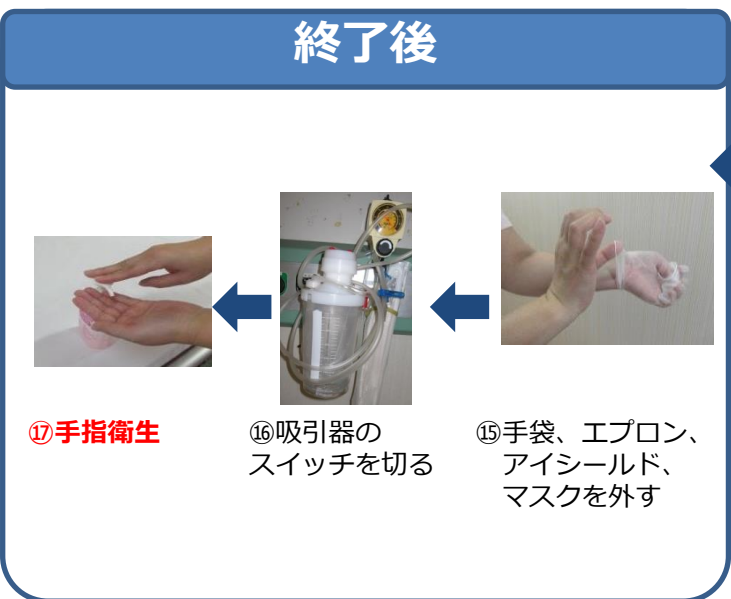 終了後
⑮手袋、エプロン、
アイシールド、
マスクを外す
⑯吸引器の
スイッチを切る
⑰手指衛生